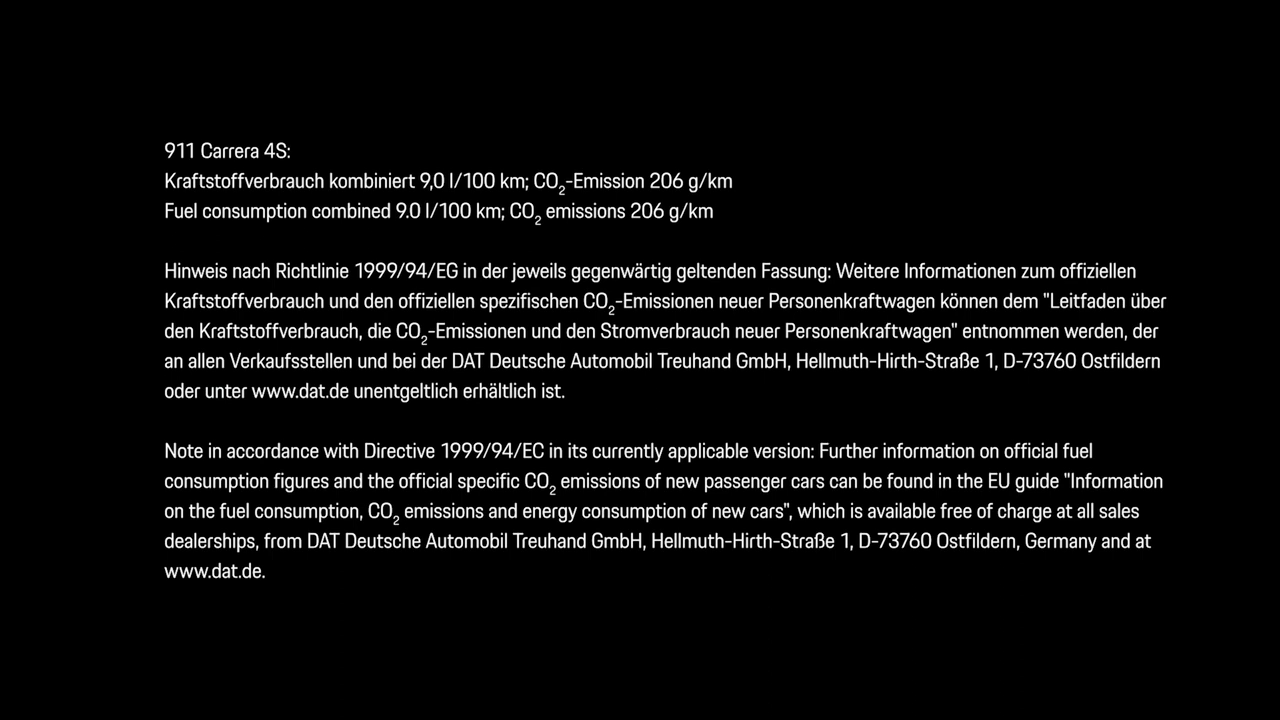 911 Carrera 4S:
Kraftstoffverbrauch kombiniert 9,0 l/100 km; CO₂-Emission 206 g/km
Fuel consumption combined 9.0 l/100 km; CO₂ emissions 206 g/km
Hinweis nach Richtlinie 1999/94/EG in der jeweils gegenwärtig geltenden Fassung: Weitere Informationen zum offiziellen
Kraftstoffverbrauch und den offiziellen spezifischen CO₂-Emissionen neuer Personenkraftwagen können dem "Leitfaden über
den Kraftstoffverbrauch, die CO₂-Emissionen und den Stromverbrauch neuer Personenkraftwagen" entnommen werden, der
an allen Verkaufsstellen und bei der DAT Deutsche Automobil Treuhand GmbH, Hellmuth-Hirth-Straße 1, D-73760 Ostfildern
oder unter www.dat.de unentgeltlich erhältlich ist.
Note in accordance with Directive 1999/94/EC in its currently applicable version: Further information on official fuel
consumption figures and the official specific CO₂ emissions of new passenger cars can be found in the EU guide "Information
on the fuel consumption, CO₂ emissions and energy consumption of new cars", which is available free of charge at all sales
dealerships, from DAT Deutsche Automobil Treuhand GmbH, Hellmuth-Hirth-Straße 1, D-73760 Ostfildern, Germany and at
www.dat.de.